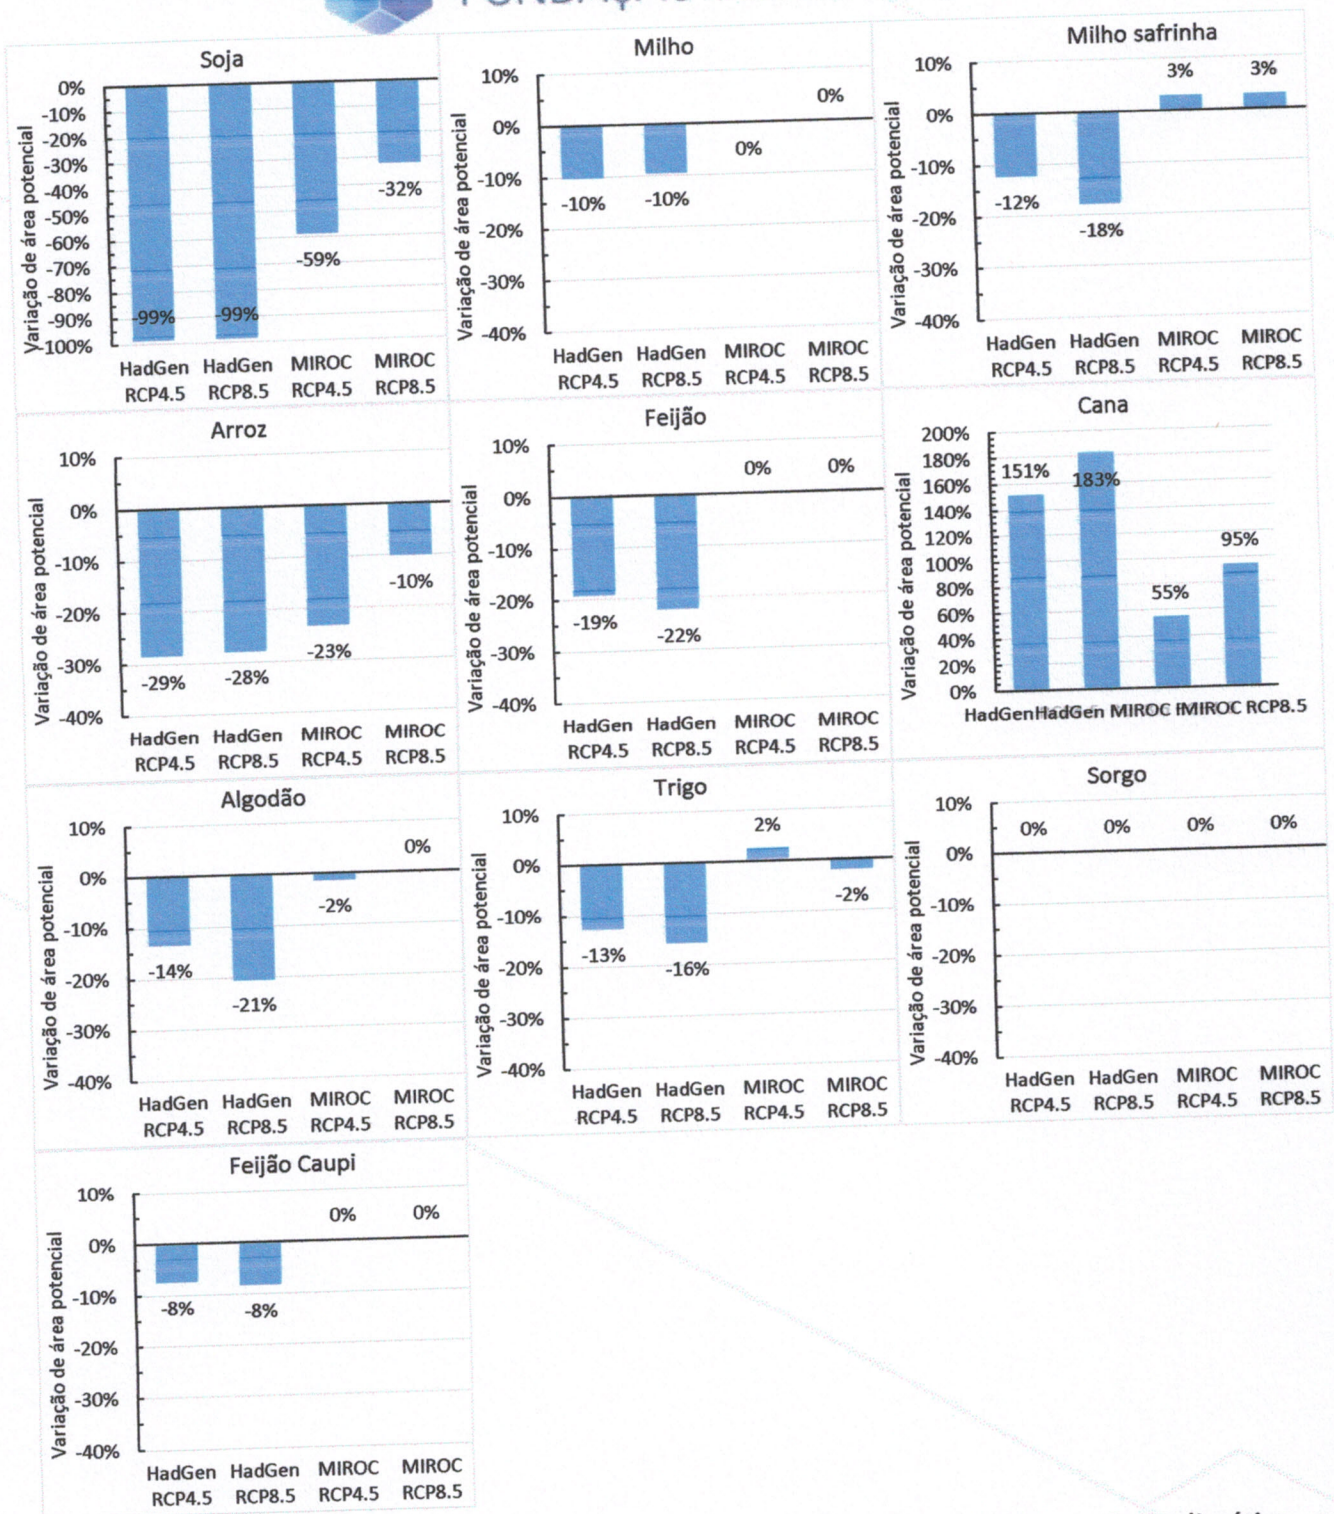 Soja
Variação de área potencial
0%
-10%
-20%
-30%
-40%
-50%
-60%
-70%
-80%
-90%
-100%
-99%
-99%
-59%
-32%
HadGen HadGen MIROC MIROC
RCP4.5 RCP8.5 RCP4.5 RCP8.5
Milho
Variação de área potencial
10%
0%
-10%
-20%
-30%
-40%
-10%
-10%
0%
0%
HadGen HadGen MIROC MIROC
RCP4.5 RCP8.5 RCP4.5 RCP8.5
Milho safrinha
Variação de área potencial
10%
0%
-10%
-20%
-30%
-40%
-12%
-18%
3%
3%
HadGen HadGen MIROC MIROC
RCP4.5 RCP8.5 RCP4.5 RCP8.5
Arroz
Variação de área potencial
10%
0%
-10%
-20%
-30%
-40%
-29%
-28%
-23%
-10%
HadGen HadGen MIROC MIROC
RCP4.5 RCP8.5 RCP4.5 RCP8.5
Feijão
Variação de área potencial
10%
0%
-10%
-20%
-30%
-40%
-19%
-22%
0%
0%
HadGen HadGen MIROC MIROC
RCP4.5 RCP8.5 RCP4.5 RCP8.5
Cana
Variação de área potencial
200%
180%
160%
140%
120%
100%
80%
60%
40%
20%
0%
151%
183%
55%
95%
HadGen HadGen MIROC MIROC RCP8.5
Algodão
Variação de área potencial
10%
0%
-10%
-20%
-30%
-40%
-14%
-21%
-2%
0%
HadGen HadGen MIROC MIROC
RCP4.5 RCP8.5 RCP4.5 RCP8.5
Trigo
Variação de área potencial
10%
0%
-10%
-20%
-30%
-40%
-13%
-16%
2%
-2%
HadGen HadGen MIROC MIROC
RCP4.5 RCP8.5 RCP4.5 RCP8.5
Sorgo
Variação de área potencial
10%
0%
-10%
-20%
-30%
-40%
0%
0%
0%
0%
HadGen HadGen MIROC MIROC
RCP4.5 RCP8.5 RCP4.5 RCP8.5
Feijão Caupi
Variação de área potencial
10%
0%
-10%
-20%
-30%
-40%
-8%
-8%
0%
0%
HadGen HadGen MIROC MIROC
RCP4.5 RCP8.5 RCP4.5 RCP8.5